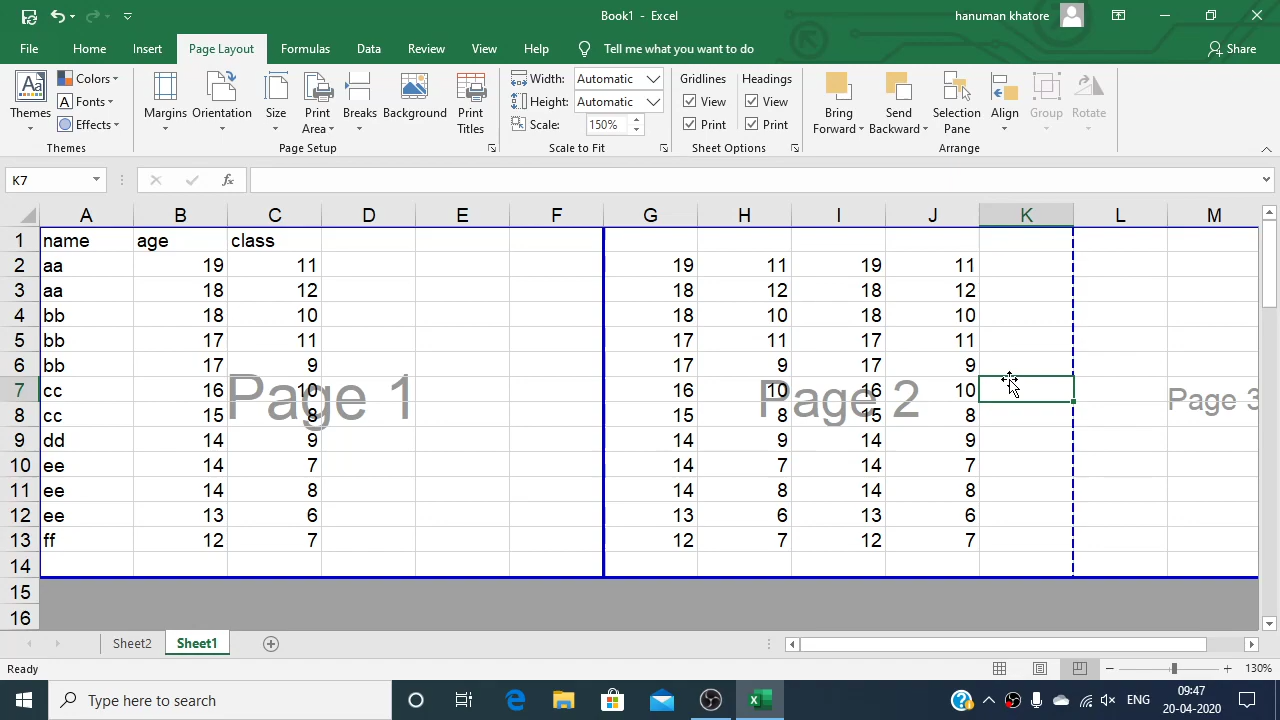 Book1 - Excel
hanuman khatore
File Home Insert Page Layout Formulas Data Review View Help Tell me what you want to do Share
Themes
Colors
Fonts
Effects
Themes
Margins
Orientation
Size
Print Area
Breaks
Background
Print Titles
Page Setup
Width: Automatic
Height: Automatic
Scale: 150%
Scale to Fit
Gridlines
View
Print
Headings
View
Print
Sheet Options
Bring Forward
Send Backward
Selection Pane
Align
Group
Rotate
Arrange
K7
fx
A B C D E F G H I J K L M
1 name age class
2 aa 19 11 19 11 19 11
3 aa 18 12 18 12 18 12
4 bb 18 10 18 10 18 10
5 bb 17 11 17 11 17 11
6 bb 17 9 17 9 17 9
7 cc 16 10 16 10 16 10
Page 1 Page 2 Page 3
8 cc 15 8 15 8 15 8
9 dd 14 9 14 9 14 9
10 ee 14 7 14 7 14 7
11 ee 14 8 14 8 14 8
12 ee 13 6 13 6 13 6
13 ff 12 7 12 7 12 7
14
15
16
Sheet2 Sheet1
Ready
130%
Type here to search
ENG
09:47
20-04-2020